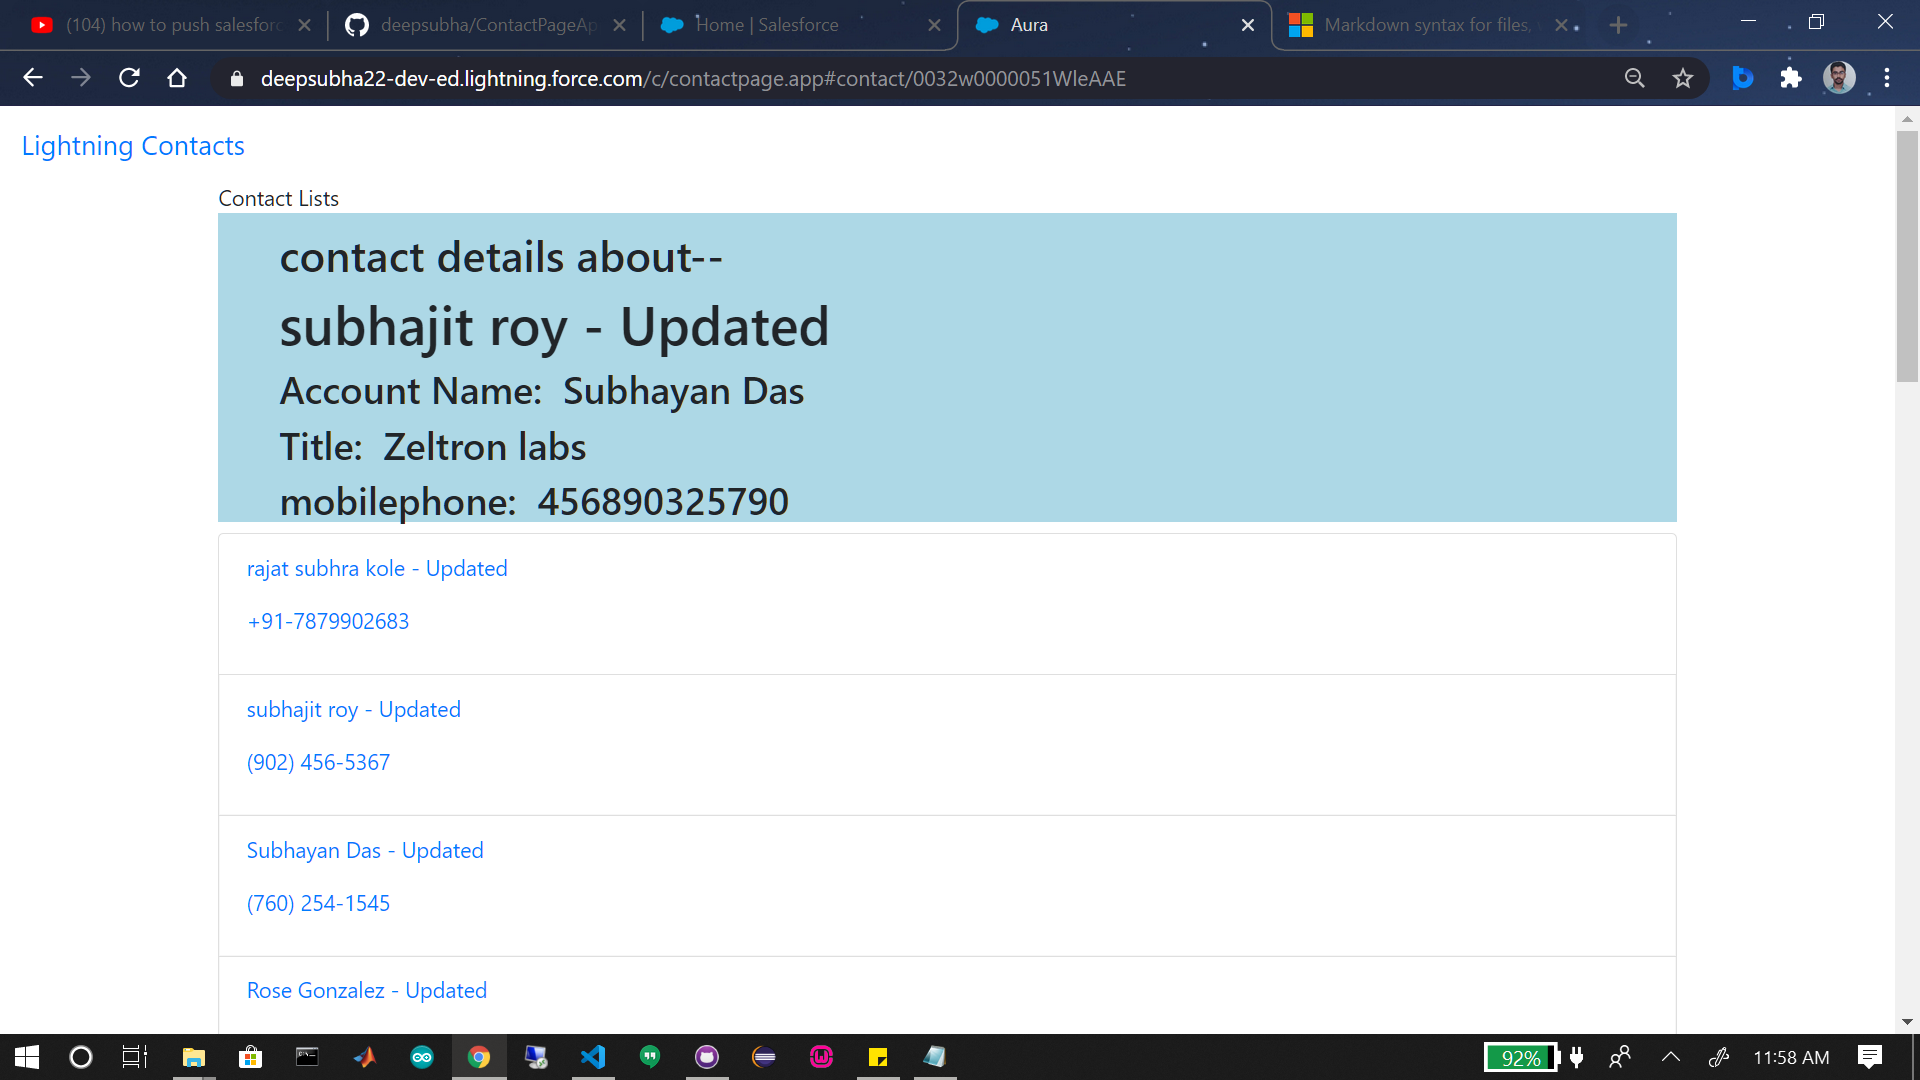 (104) how to push salesforc
deepsubha/ContactPageAp
Home | Salesforce
Aura
Markdown syntax for files,
deepsubha22-dev-ed.lightning.force.com/c/contactpage.app#contact/0032w0000051WleAAE
Lightning Contacts
Contact Lists
contact details about--
subhajit roy - Updated
Account Name: Subhayan Das
Title: Zeltron labs
mobilephone: 456890325790
rajat subhra kole - Updated
+91-7879902683
subhajit roy - Updated
(902) 456-5367
Subhayan Das - Updated
(760) 254-1545
Rose Gonzalez - Updated
92%
11:58 AM